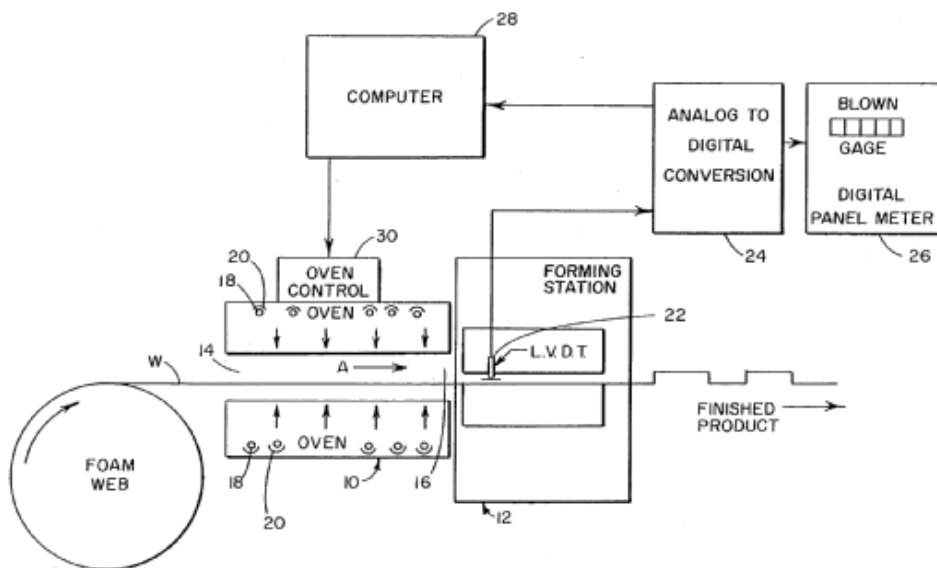 28
COMPUTER
ANALOG TO
DIGITAL
CONVERSION
BLOWN
GAGE
DIGITAL
PANEL METER
24
26
30
20
18
OVEN
CONTROL
OVEN
FORMING
STATION
22
L.V.D.T.
14
A
W
FINISHED
PRODUCT
FOAM
WEB
OVEN
18
20
10
16
12